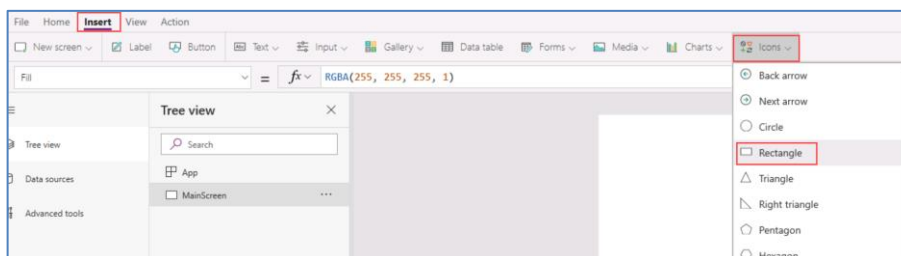 File Home Insert View Action
New screen Label Button Text Input Gallery Data table Forms Media Charts Icons
Fill = fx RGBA(255, 255, 255, 1)
Tree view
Search
App
MainScreen ...
Tree view
Data sources
Advanced tools
Back arrow
Next arrow
Circle
Rectangle
Triangle
Right triangle
Pentagon
Hexagon